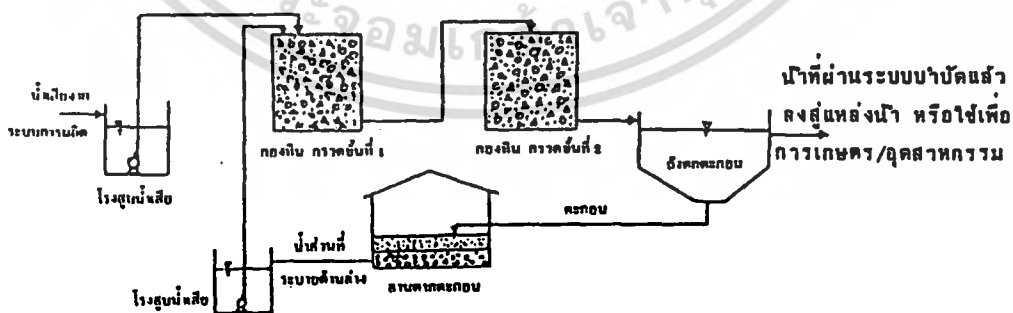 น้ำเสียจาก
ระบายการผลิต
โรงสูบน้ำเสีย
กองหิน กรวดชั้นที่ 1
กองหิน กรวดชั้นที่ 2
ถังตกตะกอน
น้ำที่ผ่านระบบบำบัดแล้ว
ลงสู่แหล่งน้ำ หรือใช้เพื่อ
การเกษตร/อุตสาหกรรม
ตะกอน
น้ำส่วนที่
ระบายด้านล่าง
ลานตากตะกอน
โรงสูบน้ำเสีย